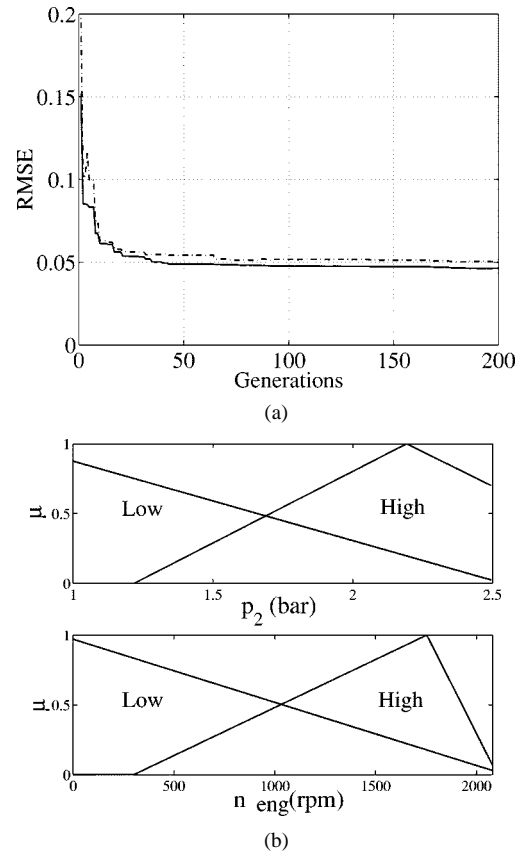 0.2
0.15
0.1
0.05
0
RMSE
0 50 100 150 200
Generations
(a)
1
0.5
0
μ
Low
High
1 1.5 2 2.5
p2 (bar)
1
0.5
0
μ
Low
High
0 500 1000 1500 2000
n eng(rpm)
(b)